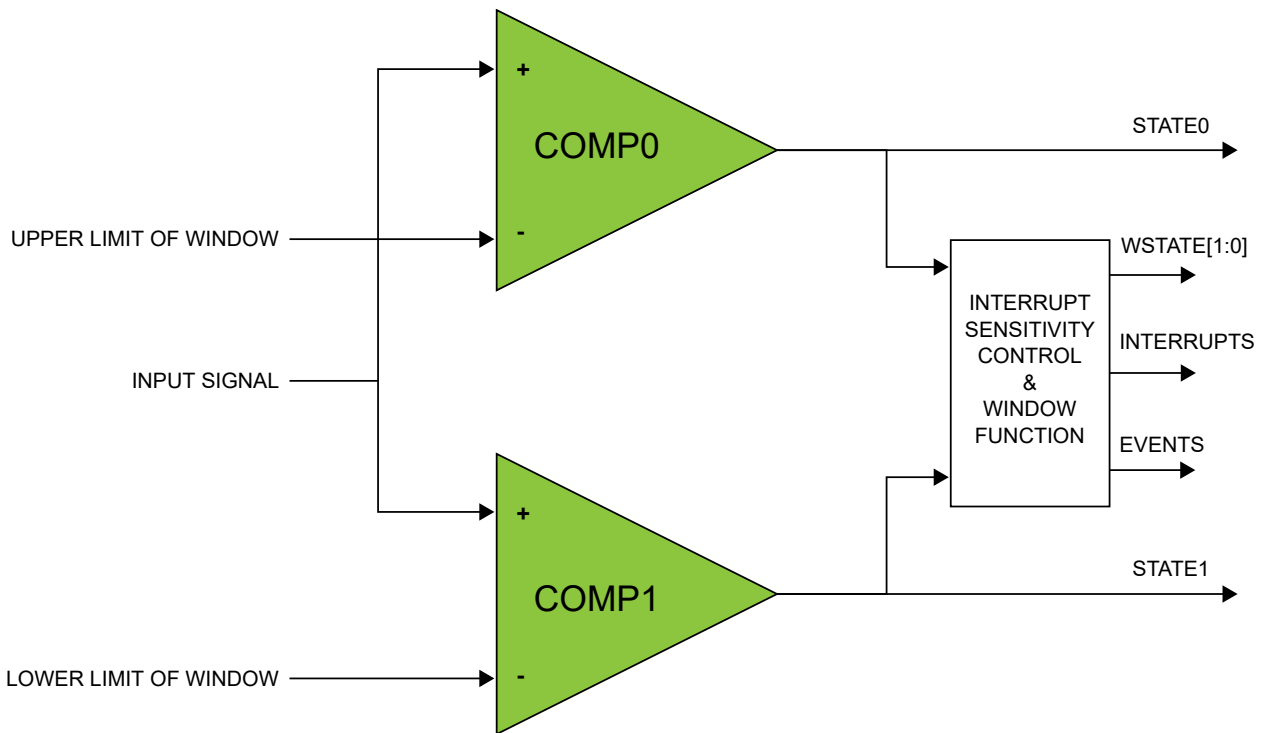 +
COMP0
-
STATE0
UPPER LIMIT OF WINDOW
WSTATE[1:0]
INTERRUPT
SENSITIVITY
CONTROL
&
WINDOW
FUNCTION
INTERRUPTS
INPUT SIGNAL
EVENTS
+
COMP1
-
STATE1
LOWER LIMIT OF WINDOW